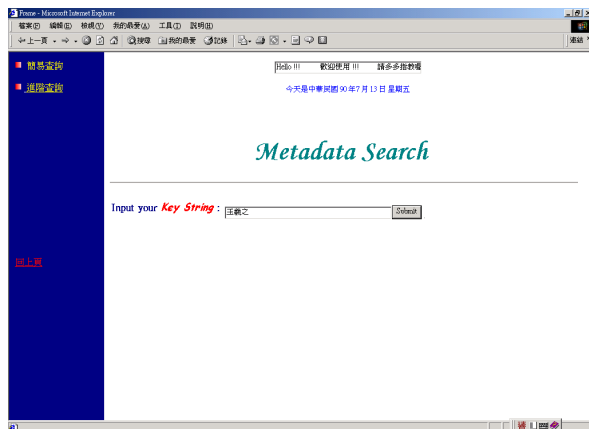 Frame - Microsoft Internet Explorer
檔案(F) 編輯(E) 檢視(V) 我的最愛(A) 工具(T) 說明(H)
上一頁 搜尋 我的最愛 記錄 連結
簡易查詢
進階查詢
回上頁
Hello !!! 歡迎使用 !!! 請多多指教囉
今天是中華民國 90 年7 月 13 日 星期五
Metadata Search
Input your Key String :
王羲之 Submit